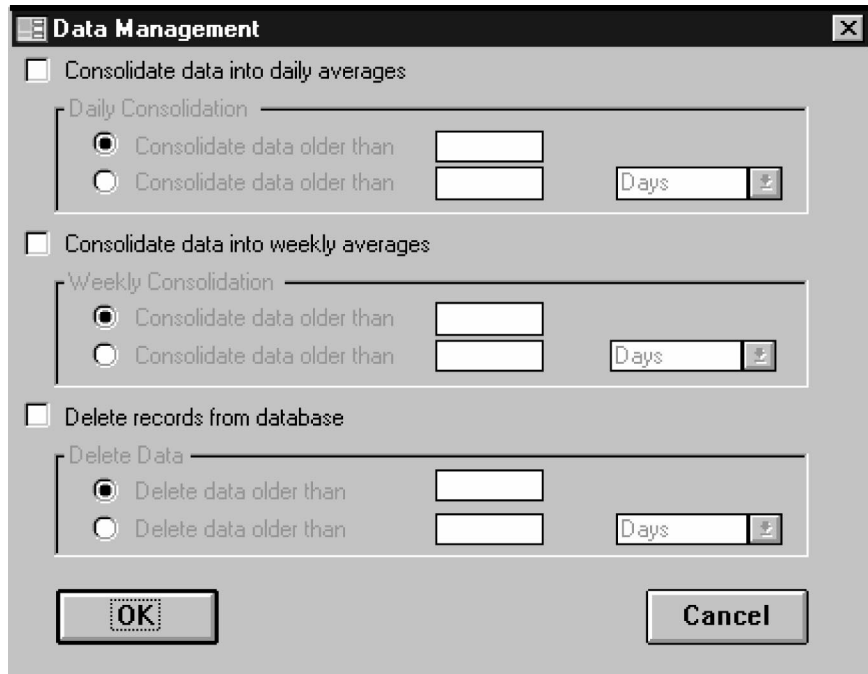 Data Management
Consolidate data into daily averages
Daily Consolidation
Consolidate data older than
Consolidate data older than Days
Consolidate data into weekly averages
Weekly Consolidation
Consolidate data older than
Consolidate data older than Days
Delete records from database
Delete Data
Delete data older than
Delete data older than Days
OK Cancel